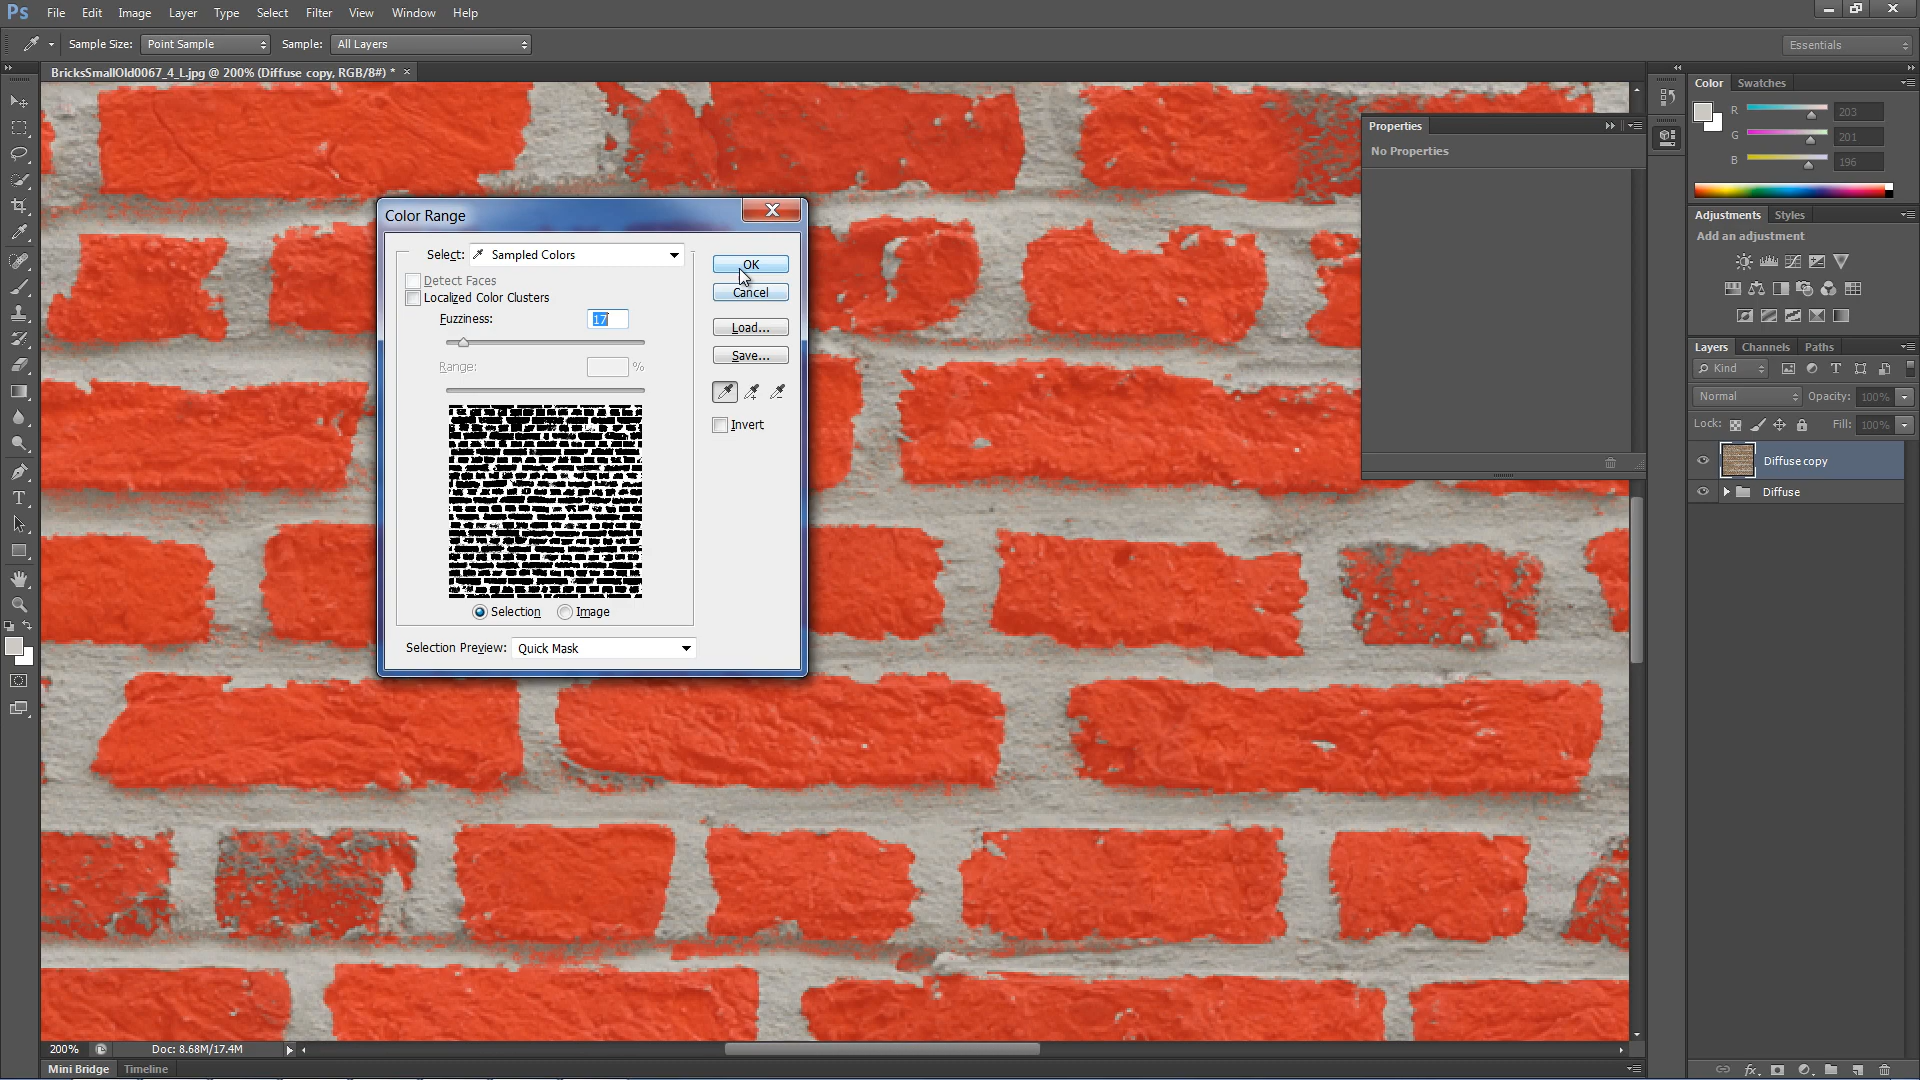 Ps File Edit Image Layer Type Select Filter View Window Help
Sample Size: Point Sample Sample: All Layers Essentials
BricksSmallOld0067_4_L.jpg @ 200% (Diffuse copy, RGB/8#) * ×
Color Swatches
R 203
G 201
B 196
Properties
No Properties
Adjustments Styles
Add an adjustment
Color Range
Select: Sampled Colors
Detect Faces
Localized Color Clusters
Fuzziness: 17
Range: %
OK
Cancel
Load...
Save...
Invert
Selection Image
Selection Preview: Quick Mask
Layers Channels Paths
Kind
Normal Opacity: 100%
Lock: Fill: 100%
Diffuse copy
Diffuse
T
200% Doc: 8.68M/17.4M
Mini Bridge Timeline
fx